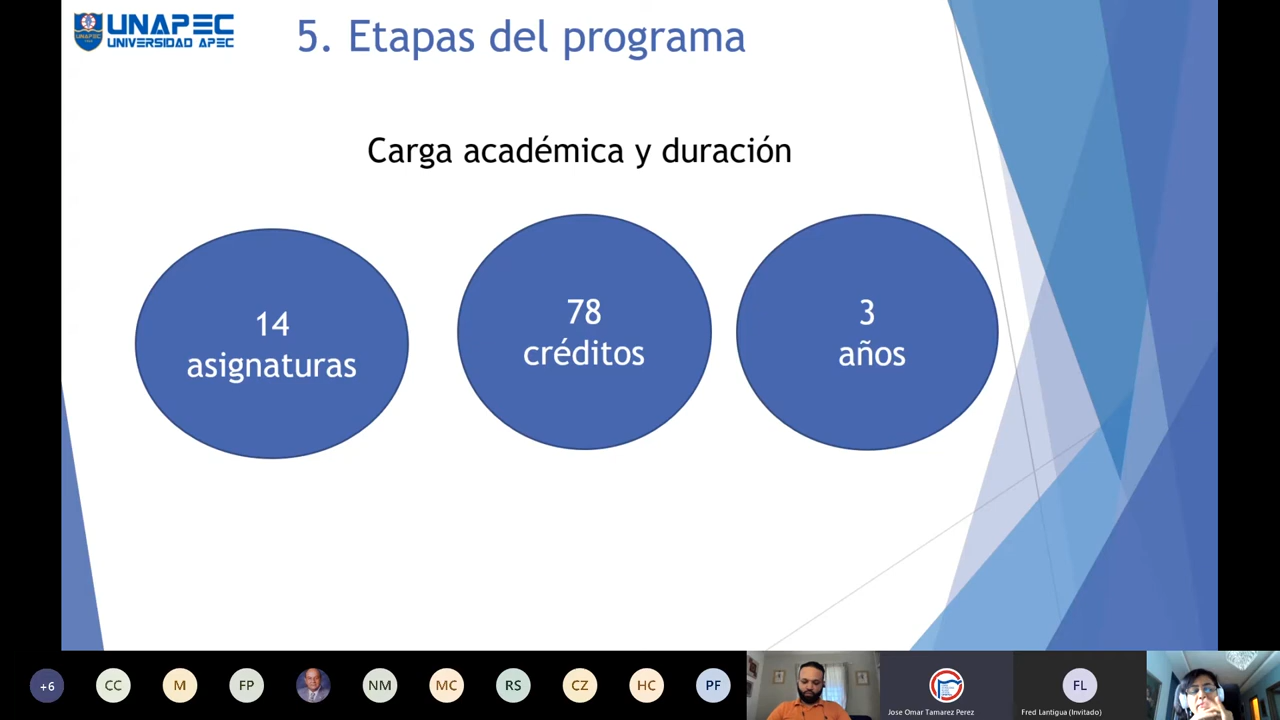 UNAPEC
UNIVERSIDAD APEC
5. Etapas del programa
Carga académica y duración
14
asignaturas
78
créditos
3
años
+6
CC
M
FP
NM
MC
RS
CZ
HC
PF
FL
Jose Omar Tamarez Perez
Fred Lantigua (Invitado)